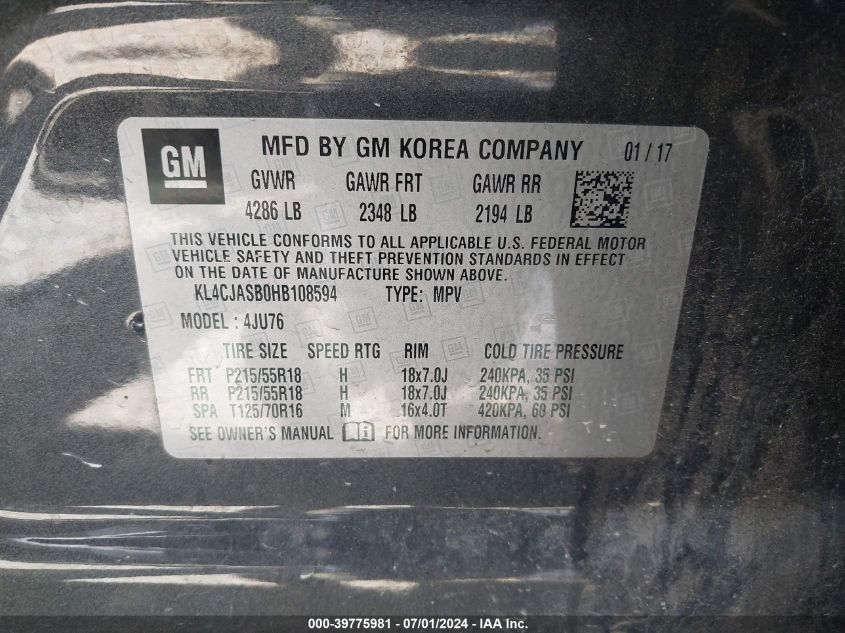 GM
MFD BY GM KOREA COMPANY 01 / 17
GVWR GAWR FRT GAWR RR
4286 LB 2348 LB 2194 LB
THIS VEHICLE CONFORMS TO ALL APPLICABLE U.S. FEDERAL MOTOR
VEHICLE SAFETY AND THEFT PREVENTION STANDARDS IN EFFECT
ON THE DATE OF MANUFACTURE SHOWN ABOVE.
KL4CJASB0HB108594 TYPE: MPV
MODEL : 4JU76
TIRE SIZE SPEED RTG RIM COLD TIRE PRESSURE
FRT P215/55R18 H 18x7.0J 240KPA, 35 PSI
RR P215/55R18 H 18x7.0J 240KPA, 35 PSI
SPA T125/70R16 M 16x4.0T 420KPA, 60 PSI
SEE OWNER'S MANUAL FOR MORE INFORMATION.
000-39775981 - 07/01/2024 - IAA Inc.